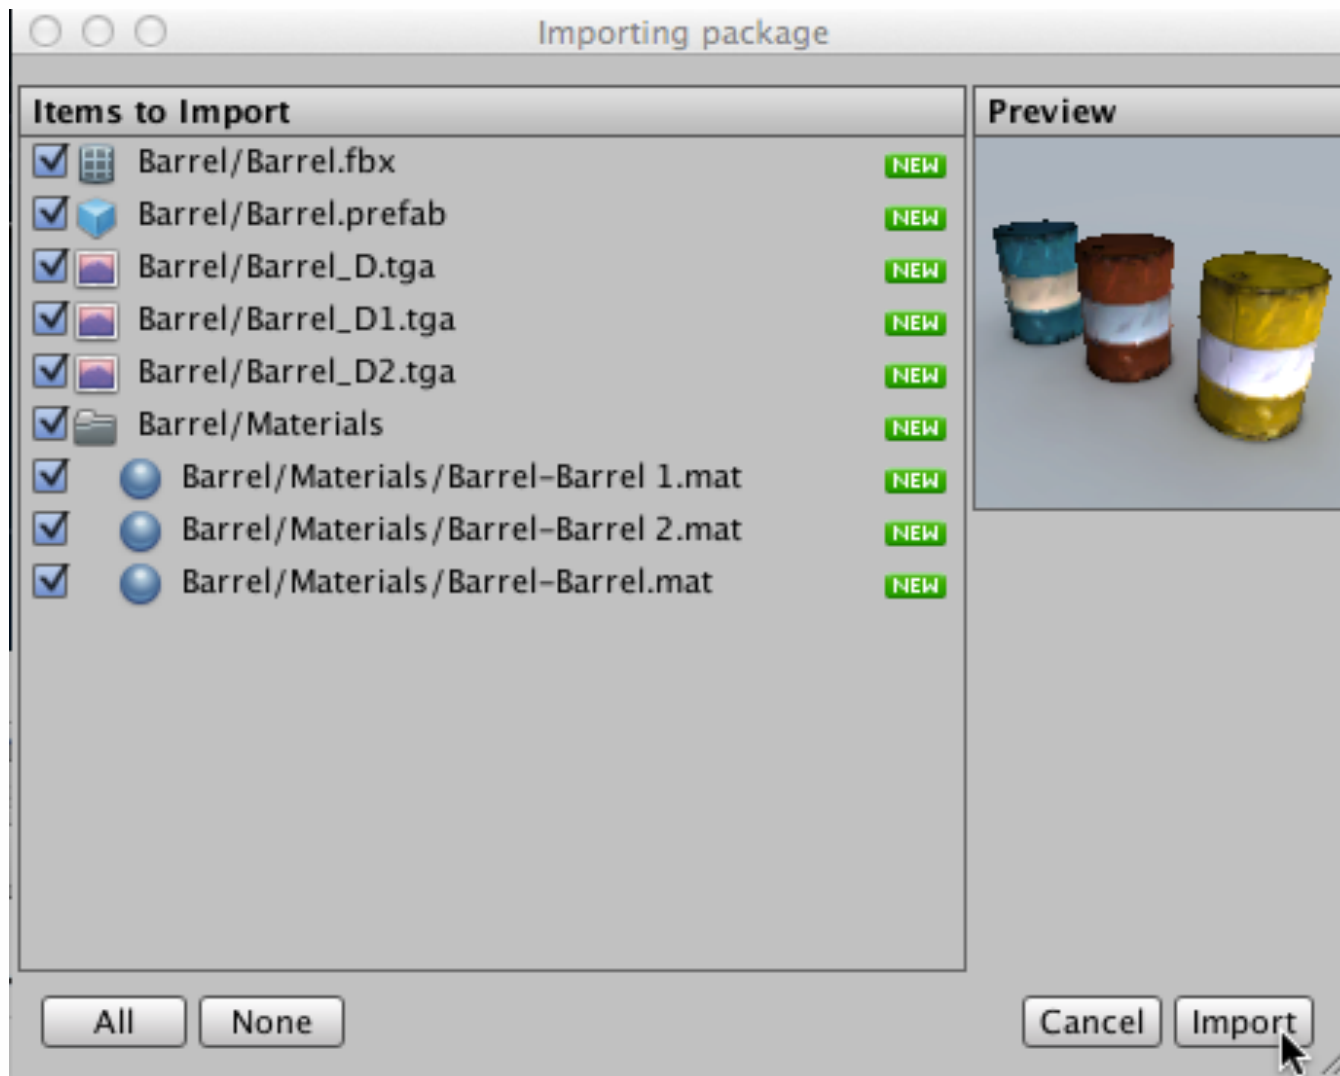 Importing package
Items to Import
Preview
Barrel/Barrel.fbx NEW
Barrel/Barrel.prefab NEW
Barrel/Barrel_D.tga NEW
Barrel/Barrel_D1.tga NEW
Barrel/Barrel_D2.tga NEW
Barrel/Materials NEW
Barrel/Materials/Barrel-Barrel 1.mat NEW
Barrel/Materials/Barrel-Barrel 2.mat NEW
Barrel/Materials/Barrel-Barrel.mat NEW
All None Cancel Import